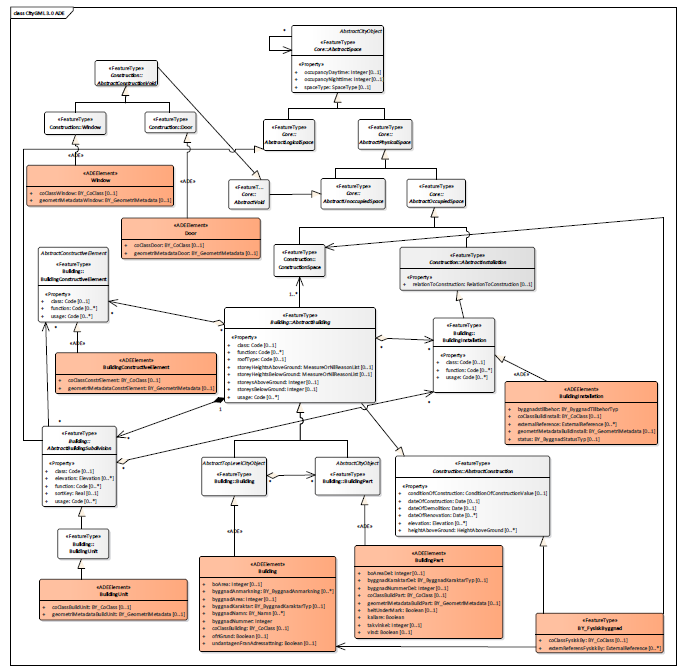 class CityGML 3.0 ADE
AbstractCityObject
«FeatureType»
Core::AbstractSpace
«Property»
+ occupancyDaytime: Integer [0..1]
+ occupancyNighttime: Integer [0..1]
+ spaceType: SpaceType [0..1]
*
«FeatureType»
Construction::
AbstractConstructionVoid
«FeatureType»
Construction::Window
«FeatureType»
Construction::Door
«FeatureType»
Core::
AbstractLogicalSpace
«FeatureType»
Core::
AbstractPhysicalSpace
«ADE»
«ADEElement»
Window
+ coClassWindow: BY_CoClass [0..1]
+ geometriMetadataWindow: BY_GeometriMetadata [0..*]
«ADE»
«FeatureT...
Core::
AbstractVoid
«FeatureType»
Core::
AbstractUnoccupiedSpace
«FeatureType»
Core::
AbstractOccupiedSpace
«ADEElement»
Door
+ coClassDoor: BY_CoClass [0..1]
+ geometriMetadataDoor: BY_GeometriMetadata [0..*]
AbstractConstructiveElement
«FeatureType»
Building::
BuildingConstructiveElement
«Property»
+ class: Code [0..1]
+ function: Code [0..*]
+ usage: Code [0..*]
«FeatureType»
Construction::
ConstructionSpace
«FeatureType»
Construction::AbstractInstallation
«Property»
+ relationToConstruction: RelationToConstruction [0..1]
1..*
«FeatureType»
Building::AbstractBuilding
«Property»
+ class: Code [0..1]
+ function: Code [0..*]
+ roofType: Code [0..1]
+ storeyHeightsAboveGround: MeasureOrNilReasonList [0..1]
+ storeyHeightsBelowGround: MeasureOrNilReasonList [0..1]
+ storeysAboveGround: Integer [0..1]
+ storeysBelowGround: Integer [0..1]
+ usage: Code [0..*]
«FeatureType»
Building::
BuildingInstallation
«Property»
+ class: Code [0..1]
+ function: Code [0..*]
+ usage: Code [0..*]
«ADE»
«ADEElement»
BuildingConstructiveElement
+ coClassConstrElement: BY_CoClass [0..1]
+ geometriMetadataConstrElement: BY_GeometriMetadata [0..*]
«ADE»
«ADEElement»
BuildingInstallation
+ byggnadstillbehor: BY_ByggnadTillbehorTyp
+ coClassBuildInstall: BY_CoClass [0..1]
+ externalReference: ExternalReference [0..*]
+ geometriMetadataBuildInstall: BY_GeometriMetadata [0..*]
+ status: BY_ByggnadStatusTyp [0..1]
1
«FeatureType»
Building::
AbstractBuildingSubdivision
«Property»
+ class: Code [0..1]
+ elevation: Elevation [0..*]
+ function: Code [0..*]
+ sortKey: Real [0..1]
+ usage: Code [0..*]
AbstractTopLevelCityObject
«FeatureType»
Building::Building
AbstractCityObject
«FeatureType»
Building::BuildingPart
«FeatureType»
Construction::AbstractConstruction
«Property»
+ conditionOfConstruction: ConditionOfConstructionValue [0..1]
+ dateOfConstruction: Date [0..1]
+ dateOfDemolition: Date [0..1]
+ dateOfRenovation: Date [0..*]
+ elevation: Elevation [0..*]
+ heightAboveGround: HeightAboveGround [0..*]
«FeatureType»
Building::
BuildingUnit
«ADE»
«ADE»
«ADEElement»
BuildingUnit
+ coClassBuildUnit: BY_CoClass [0..1]
+ geometriMetadataBuildUnit: BY_GeometriMetadata [0..*]
«ADEElement»
Building
+ boArea: Integer [0..1]
+ byggnadAnmarkning: BY_ByggnadAnmarkning [0..*]
+ byggnadArea: Integer [0..1]
+ byggnadKaraktar: BY_ByggnadKaraktarTyp [0..1]
+ byggnadNamn: BY_Namn [0..*]
+ byggnadNummer: Integer
+ coClassBuilding: BY_CoClass [0..1]
+ offtGrund: Boolean
+ undantagenFranAdressattning: Boolean [0..1]
«ADEElement»
BuildingPart
+ boAreaDel: Integer [0..1]
+ byggnadKaraktarDel: BY_ByggnadKaraktarTyp [0..1]
+ byggnadNummerDel: Integer [0..1]
+ coClassBuildPart: BY_CoClass [0..1]
+ geometriMetadataBuildPart: BY_GeometriMetadata [0..*]
+ heltUnderMark: Boolean [0..1]
+ kallare: Boolean [0..1]
+ takvinkel: Integer [0..1]
+ vind: Boolean [0..1]
«FeatureType»
BY_FysiskByggnad
+ coClassFysiskBy: BY_CoClass [0..1]
+ externReferensFysiskBy: ExternalReference [0..*]